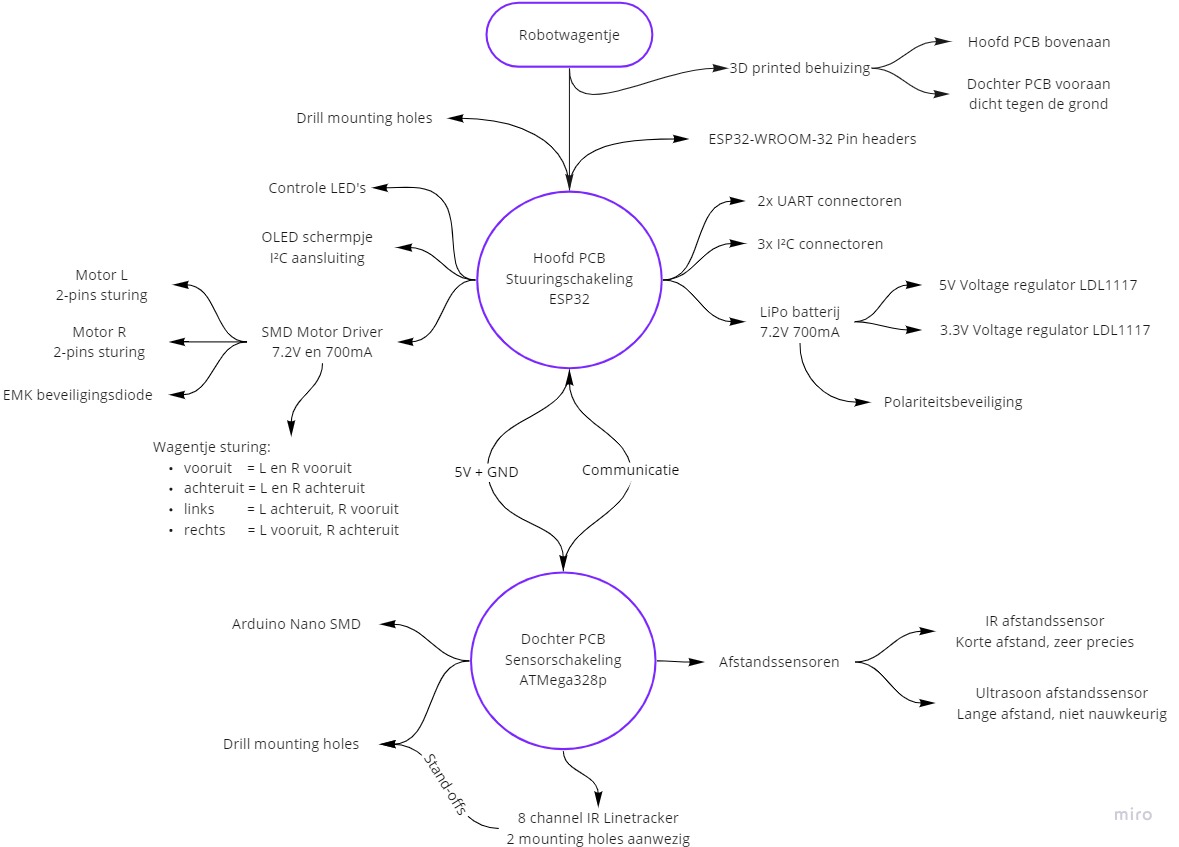 Robotwagentje
3D printed behuizing
Hoofd PCB bovenaan
Dochter PCB vooraan
dicht tegen de grond
Drill mounting holes
ESP32-WROOM-32 Pin headers
Controle LED's
OLED schermpje
I²C aansluiting
Hoofd PCB
Stuuringschakeling
ESP32
2x UART connectoren
3x I²C connectoren
LiPo batterij
7.2V 700mA
5V Voltage regulator LDL1117
3.3V Voltage regulator LDL1117
Polariteitsbeveiliging
SMD Motor Driver
7.2V en 700mA
Motor L
2-pins sturing
Motor R
2-pins sturing
EMK beveiligingsdiode
Wagentje sturing:
• vooruit = L en R vooruit
• achteruit = L en R achteruit
• links = L achteruit, R vooruit
• rechts = L vooruit, R achteruit
5V + GND
Communicatie
Dochter PCB
Sensorschakeling
ATMega328p
Arduino Nano SMD
Drill mounting holes
Stand-offs
8 channel IR Linetracker
2 mounting holes aanwezig
Afstandssensoren
IR afstandssensor
Korte afstand, zeer precies
Ultrasoon afstandssensor
Lange afstand, niet nauwkeurig
miro